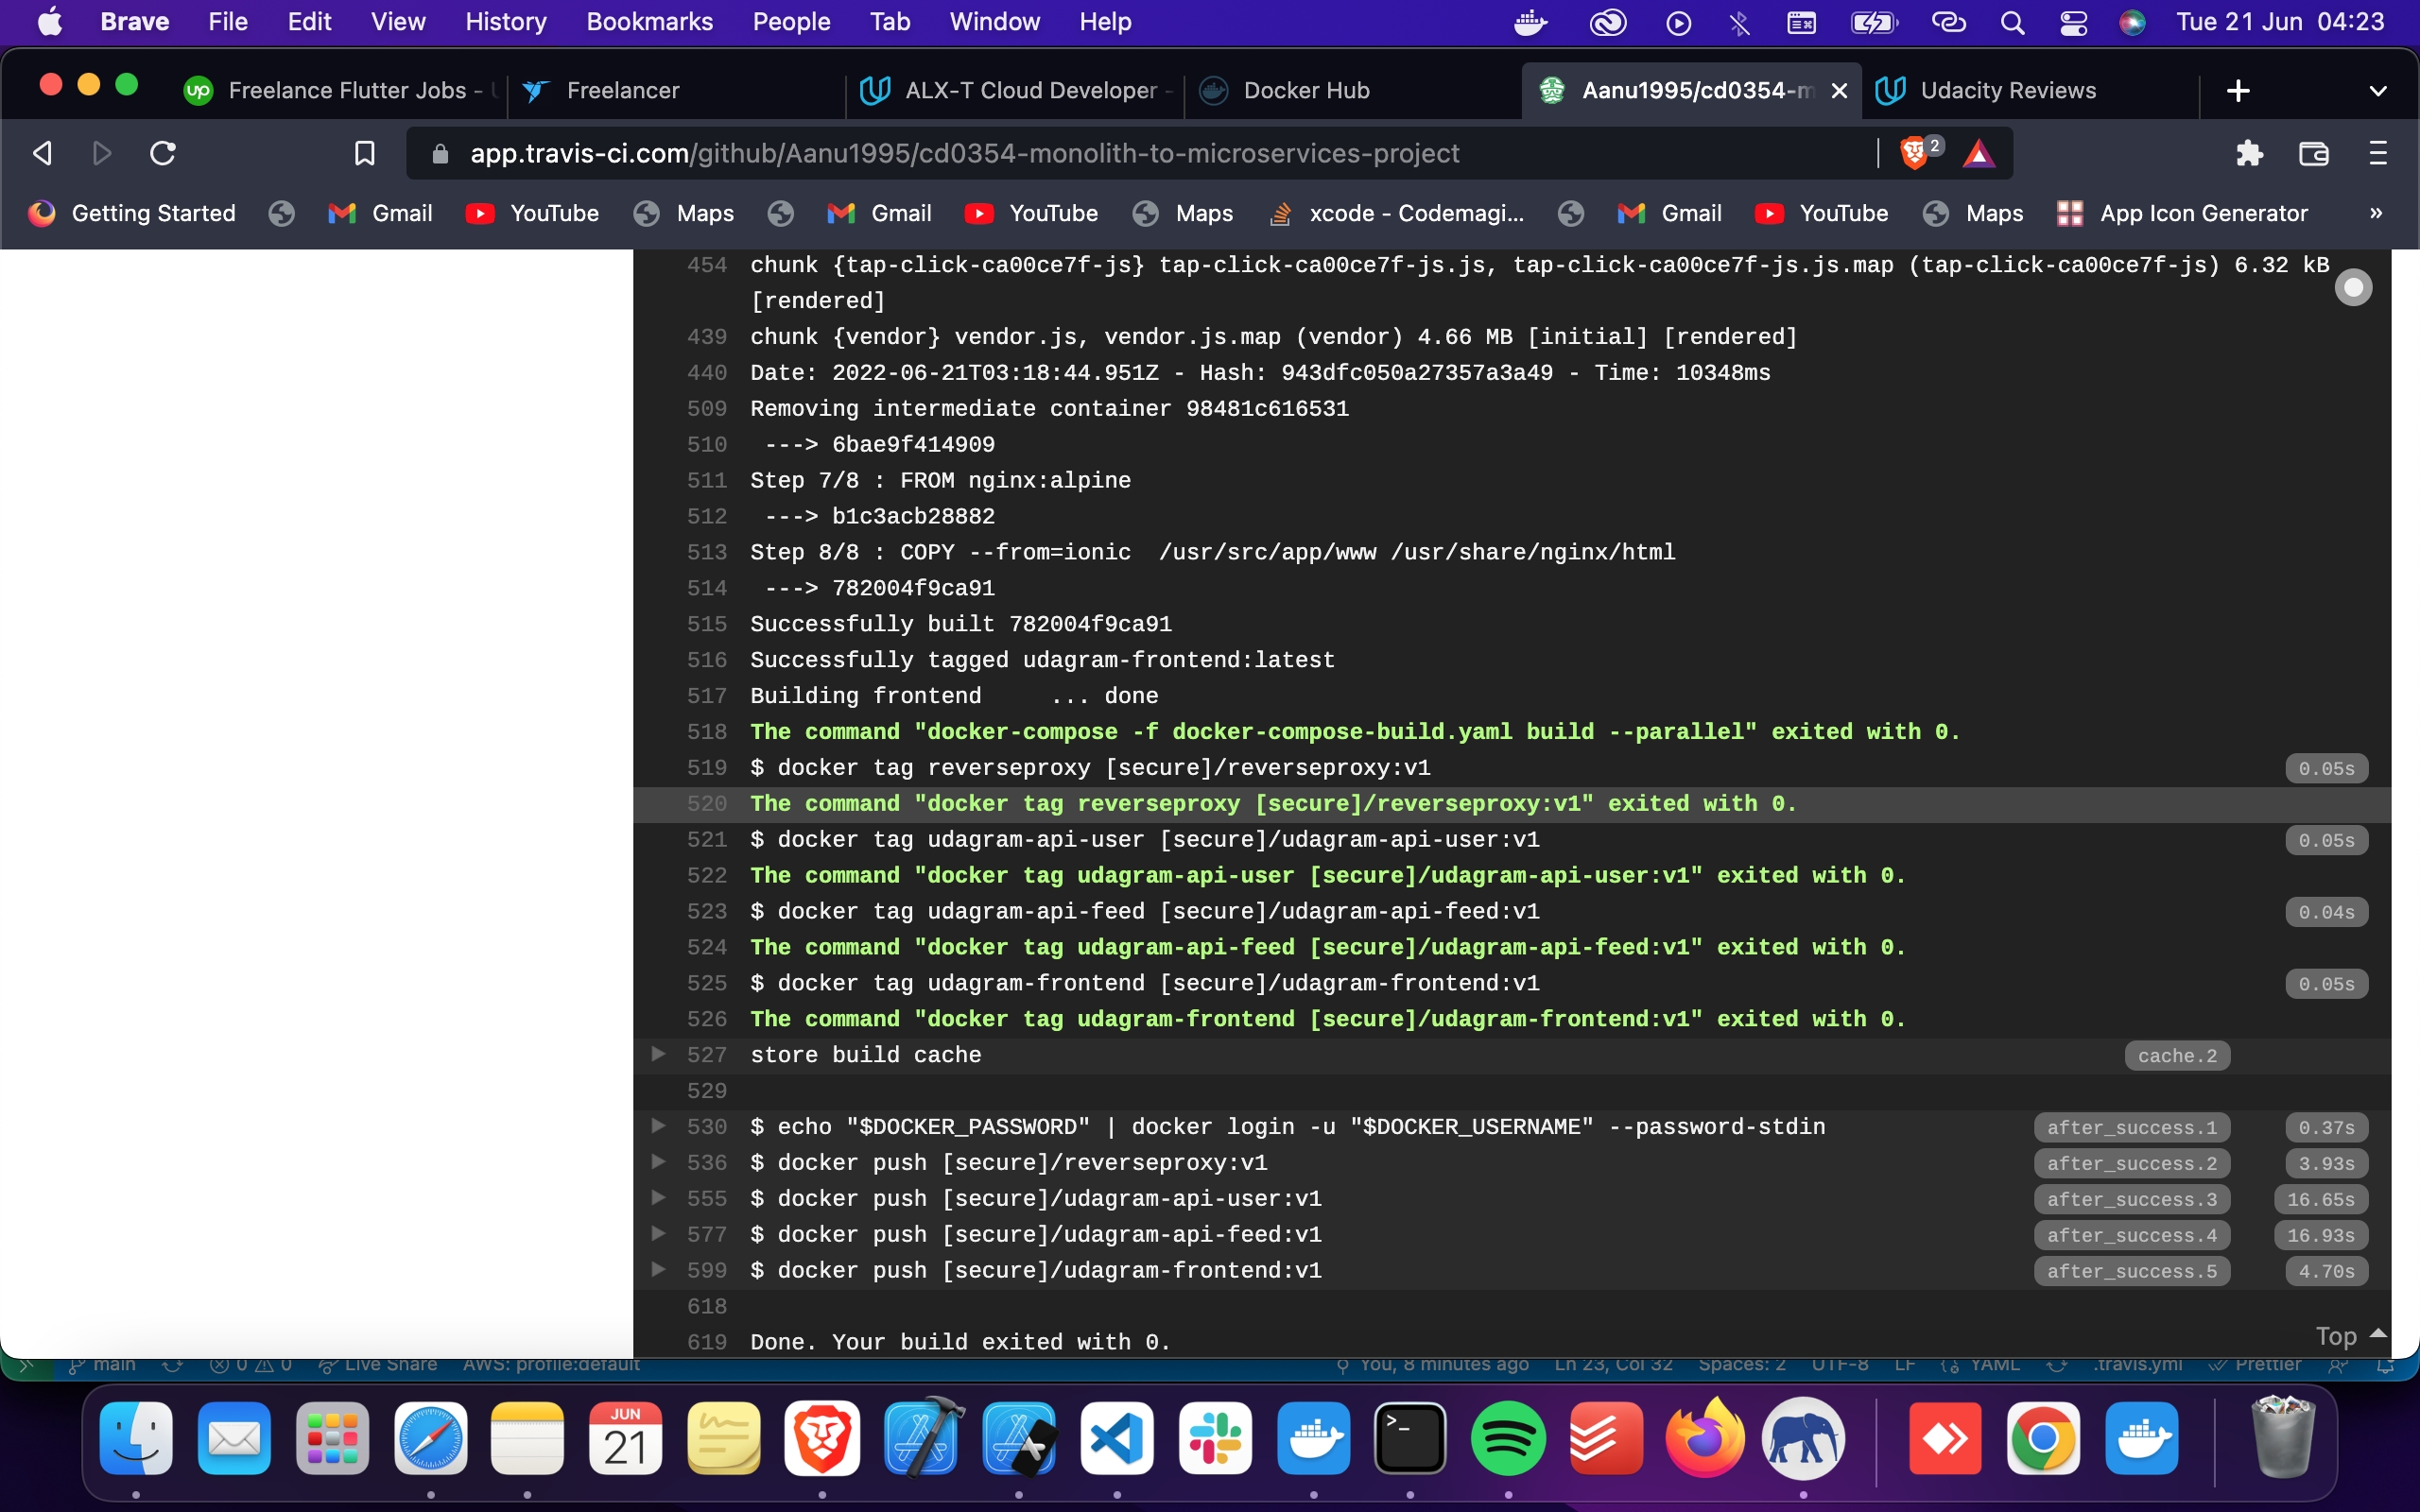 Brave File Edit View History Bookmarks People Tab Window Help Tue 21 Jun 04:23
up Freelance Flutter Jobs - Freelancer ALX-T Cloud Developer - Docker Hub Aanu1995/cd0354-m Udacity Reviews
app.travis-ci.com/github/Aanu1995/cd0354-monolith-to-microservices-project 2
Getting Started Gmail YouTube Maps Gmail YouTube Maps xcode - Codemagi... Gmail YouTube Maps App Icon Generator »
454 chunk {tap-click-ca00ce7f-js} tap-click-ca00ce7f-js.js, tap-click-ca00ce7f-js.js.map (tap-click-ca00ce7f-js) 6.32 kB
[rendered]
439 chunk {vendor} vendor.js, vendor.js.map (vendor) 4.66 MB [initial] [rendered]
440 Date: 2022-06-21T03:18:44.951Z - Hash: 943dfc050a27357a3a49 - Time: 10348ms
509 Removing intermediate container 98481c616531
510 ---> 6bae9f414909
511 Step 7/8 : FROM nginx:alpine
512 ---> b1c3acb28882
513 Step 8/8 : COPY --from=ionic  /usr/src/app/www /usr/share/nginx/html
514 ---> 782004f9ca91
515 Successfully built 782004f9ca91
516 Successfully tagged udagram-frontend:latest
517 Building frontend     ... done
518 The command "docker-compose -f docker-compose-build.yaml build --parallel" exited with 0.
519 $ docker tag reverseproxy [secure]/reverseproxy:v1 0.05s
520 The command "docker tag reverseproxy [secure]/reverseproxy:v1" exited with 0.
521 $ docker tag udagram-api-user [secure]/udagram-api-user:v1 0.05s
522 The command "docker tag udagram-api-user [secure]/udagram-api-user:v1" exited with 0.
523 $ docker tag udagram-api-feed [secure]/udagram-api-feed:v1 0.04s
524 The command "docker tag udagram-api-feed [secure]/udagram-api-feed:v1" exited with 0.
525 $ docker tag udagram-frontend [secure]/udagram-frontend:v1 0.05s
526 The command "docker tag udagram-frontend [secure]/udagram-frontend:v1" exited with 0.
527 store build cache cache.2
529
530 $ echo "$DOCKER_PASSWORD" | docker login -u "$DOCKER_USERNAME" --password-stdin after_success.1 0.37s
536 $ docker push [secure]/reverseproxy:v1 after_success.2 3.93s
555 $ docker push [secure]/udagram-api-user:v1 after_success.3 16.65s
577 $ docker push [secure]/udagram-api-feed:v1 after_success.4 16.93s
599 $ docker push [secure]/udagram-frontend:v1 after_success.5 4.70s
618
619 Done. Your build exited with 0.
Top
main 0 0 Live Share AWS: profile:default You, 8 minutes ago Ln 23, Col 32 Spaces: 2 UTF-8 LF YAML .travis.yml Prettier
JUN
21